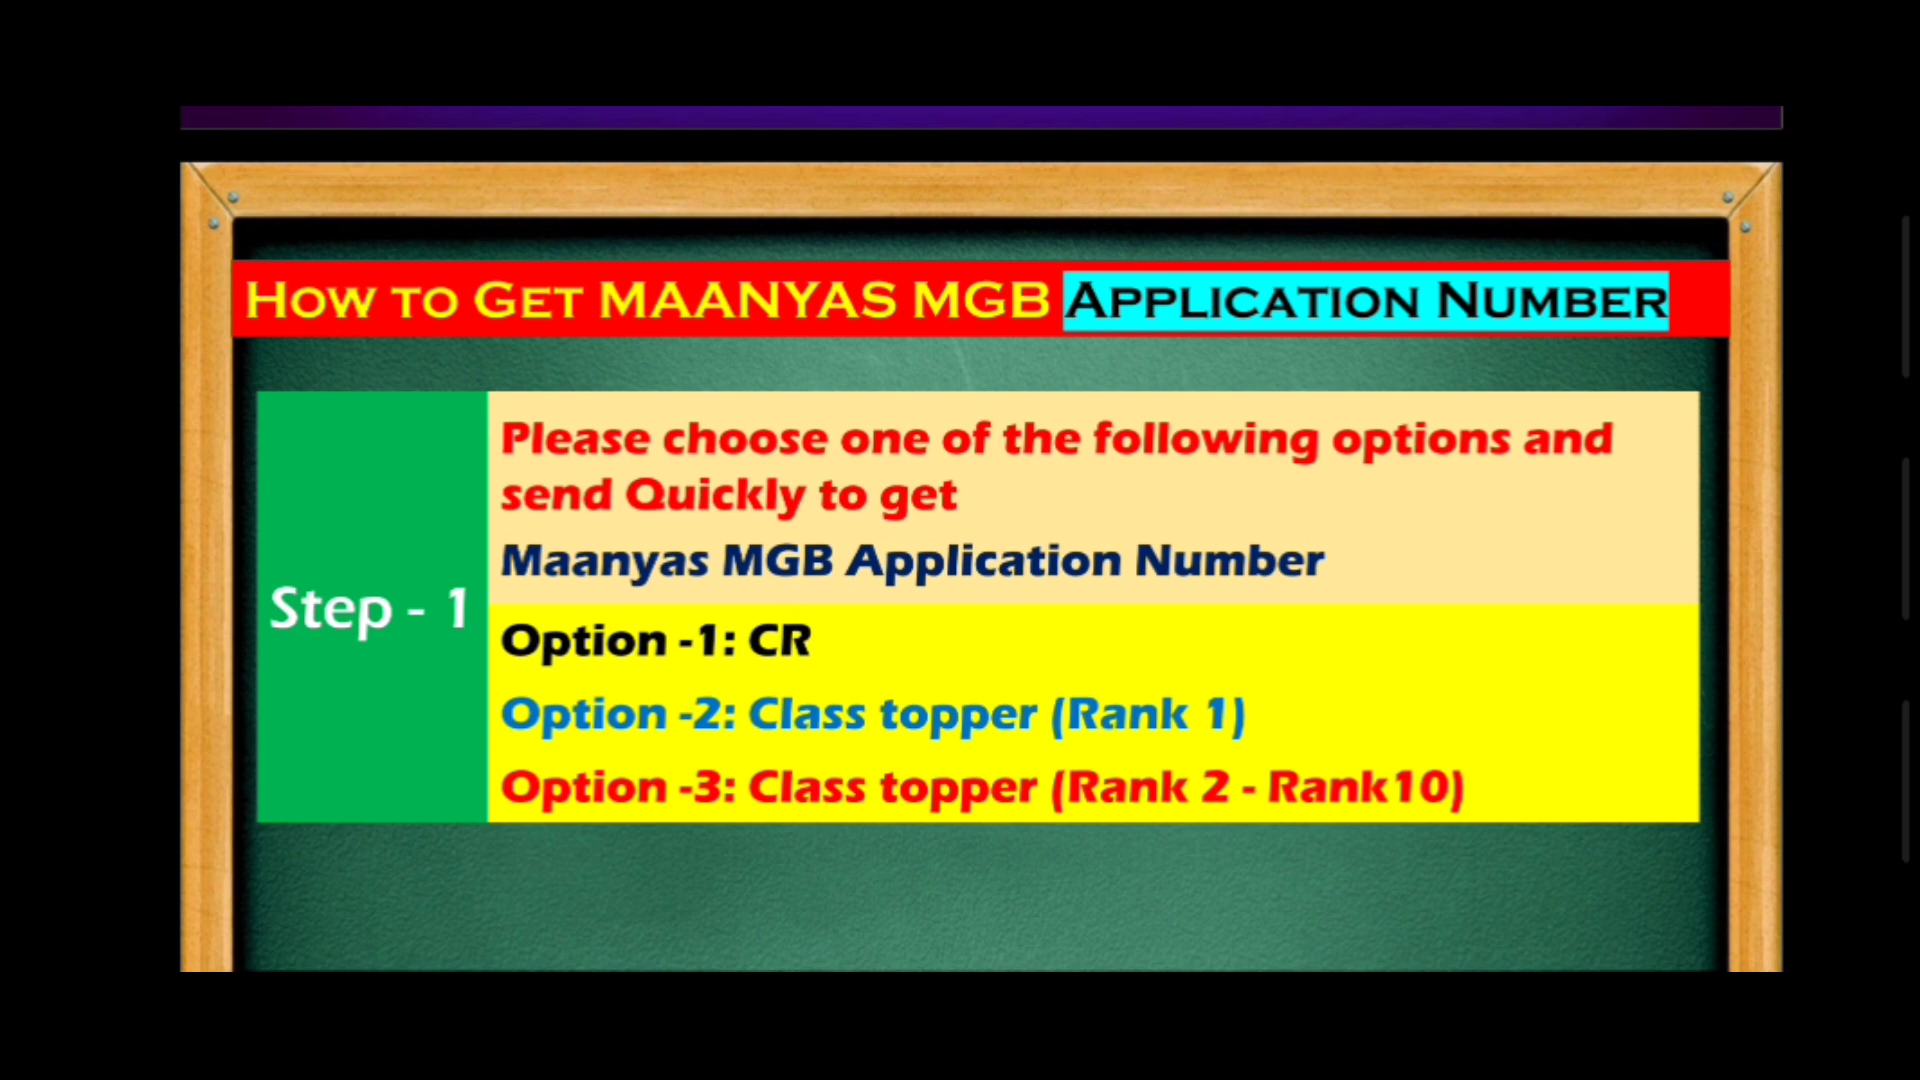 How to Get MAANYAS MGB Application Number
Please choose one of the following options and
send Quickly to get
Maanyas MGB Application Number
Step - 1
Option -1: CR
Option -2: Class topper (Rank 1)
Option -3: Class topper (Rank 2 - Rank10)